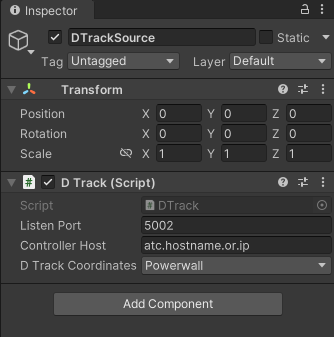 Inspector
DTrackSource Static
Tag Untagged Layer Default
Transform
Position X 0 Y 0 Z 0
Rotation X 0 Y 0 Z 0
Scale X 1 Y 1 Z 1
# D Track (Script)
Script # DTrack
Listen Port 5002
Controller Host atc.hostname.or.ip
D Track Coordinates Powerwall
Add Component